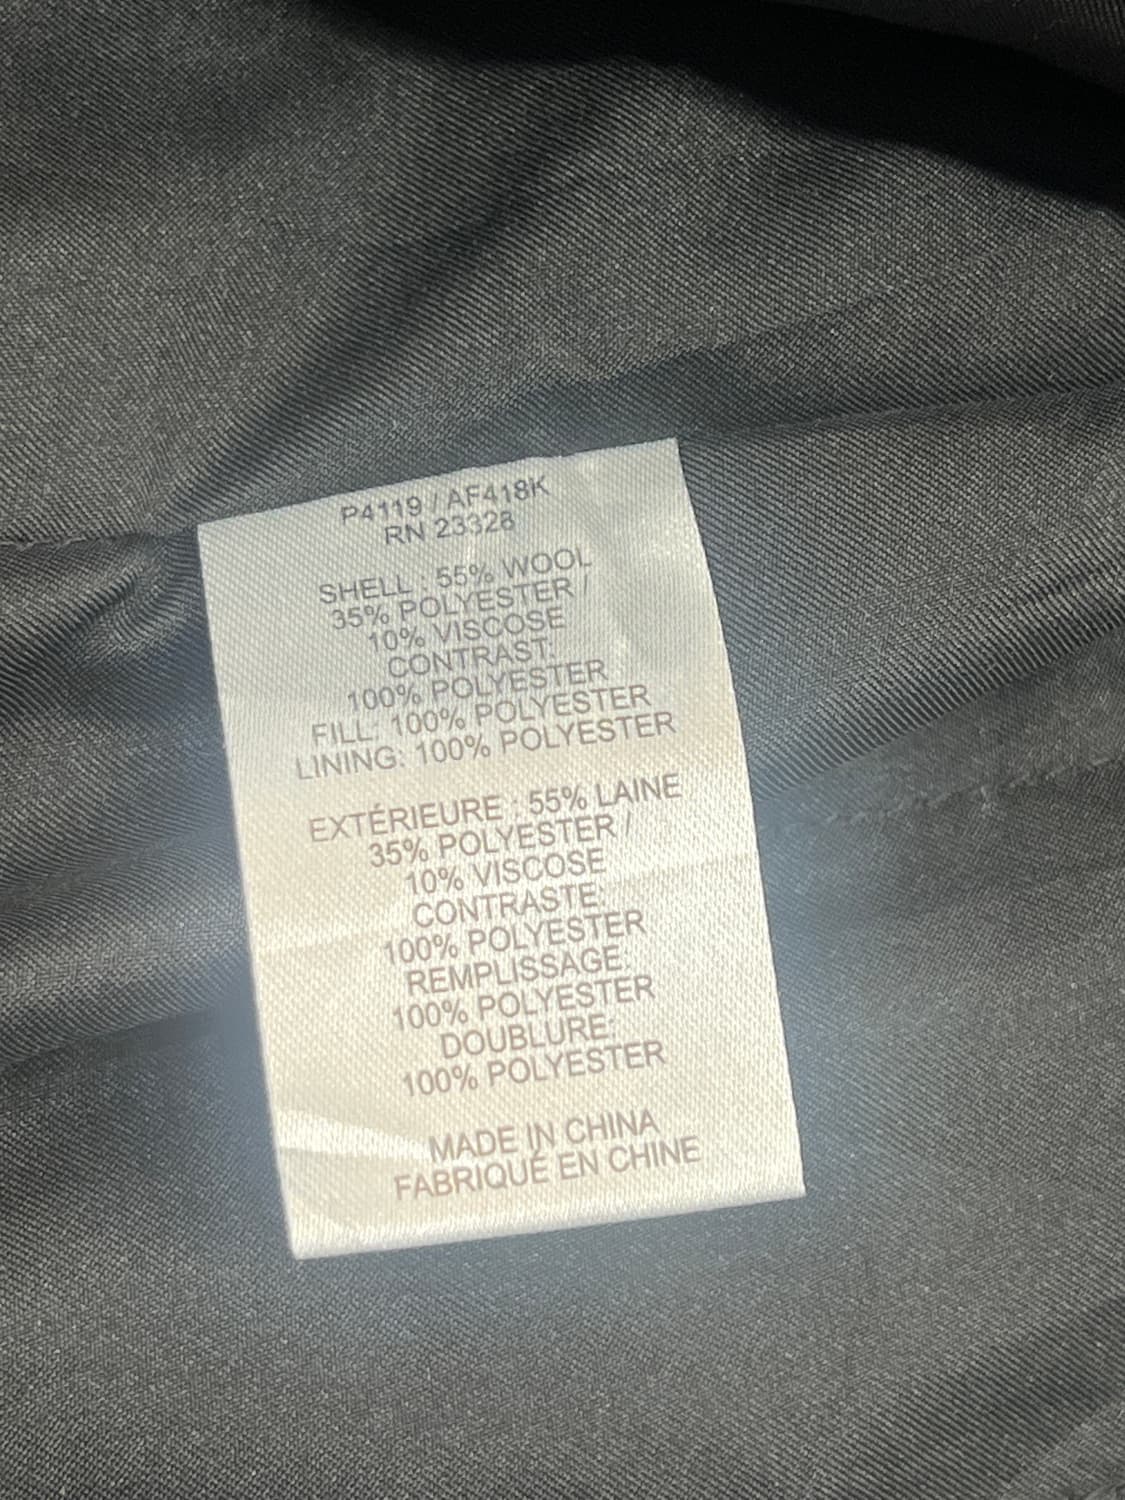 P4119 / AF418K
RN 23328
SHELL : 55% WOOL
35% POLYESTER /
10% VISCOSE
CONTRAST:
100% POLYESTER
FILL: 100% POLYESTER
LINING: 100% POLYESTER
EXTÉRIEURE : 55% LAINE
35% POLYESTER /
10% VISCOSE
CONTRASTE:
100% POLYESTER
REMPLISSAGE:
100% POLYESTER
DOUBLURE:
100% POLYESTER
MADE IN CHINA
FABRIQUÉ EN CHINE